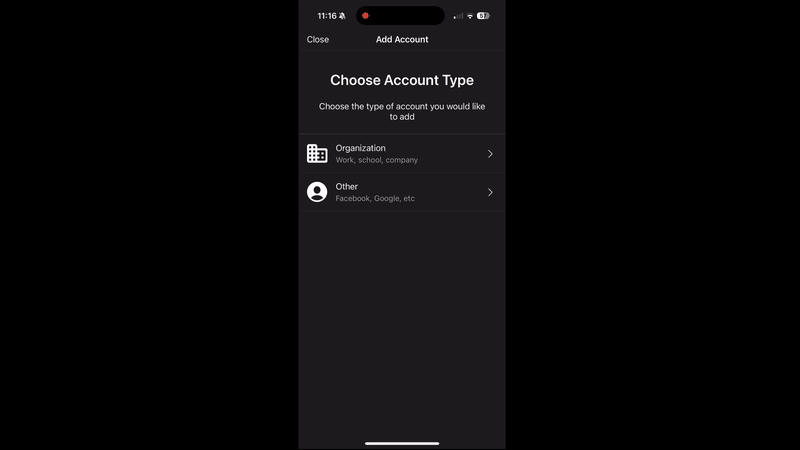 11:16
57
Close
Add Account
Choose Account Type
Choose the type of account you would like
to add
Organization
Work, school, company
Other
Facebook, Google, etc